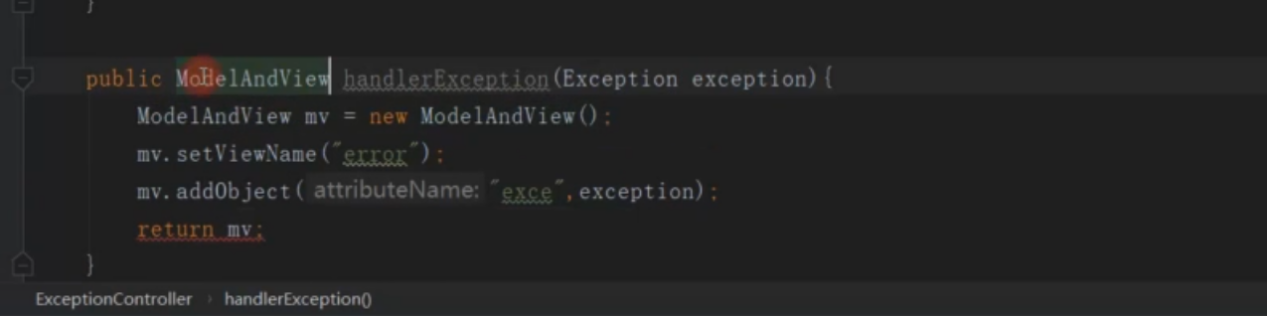 }
public ModelAndView handlerException(Exception exception){
ModelAndView mv = new ModelAndView();
mv.setViewName("error");
mv.addObject( attributeName: "exce",exception);
return mv;
}
ExceptionController › handlerException()